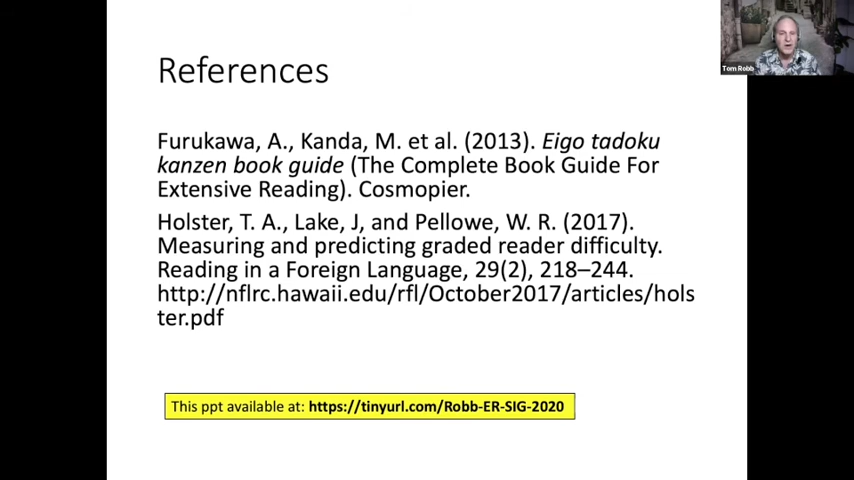 References
Furukawa, A., Kanda, M. et al. (2013). Eigo tadoku
kanzen book guide (The Complete Book Guide For
Extensive Reading). Cosmopier.
Holster, T. A., Lake, J, and Pellowe, W. R. (2017).
Measuring and predicting graded reader difficulty.
Reading in a Foreign Language, 29(2), 218–244.
http://nflrc.hawaii.edu/rfl/October2017/articles/hols
ter.pdf
This ppt available at: https://tinyurl.com/Robb-ER-SIG-2020
Tom Robb